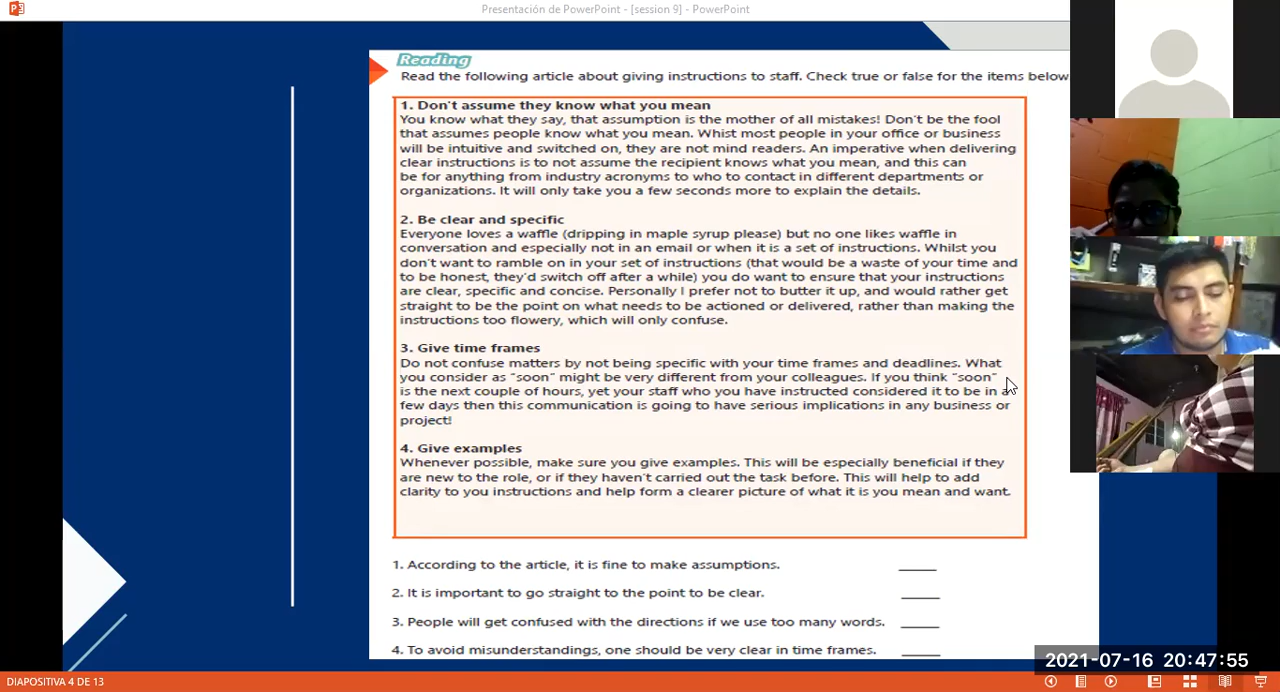 Presentación de PowerPoint - [session 9] - PowerPoint
Reading
Read the following article about giving instructions to staff. Check true or false for the items below
1. Don't assume they know what you mean
You know what they say, that assumption is the mother of all mistakes! Don't be the fool
that assumes people know what you mean. Whist most people in your office or business
will be intuitive and switched on, they are not mind readers. An imperative when delivering
clear instructions is to not assume the recipient knows what you mean, and this can
be for anything from industry acronyms to who to contact in different departments or
organizations. It will only take you a few seconds more to explain the details.
2. Be clear and specific
Everyone loves a waffle (dripping in maple syrup please) but no one likes waffle in
conversation and especially not in an email or when it is a set of instructions. Whilst you
don't want to ramble on in your set of instructions (that would be a waste of your time and
to be honest, they'd switch off after a while) you do want to ensure that your instructions
are clear, specific and concise. Personally I prefer not to butter it up, and would rather get
straight to be the point on what needs to be actioned or delivered, rather than making the
instructions too flowery, which will only confuse.
3. Give time frames
Do not confuse matters by not being specific with your time frames and deadlines. What
you consider as "soon" might be very different from your colleagues. If you think "soon"
is the next couple of hours, yet your staff who you have instructed considered it to be in a
few days then this communication is going to have serious implications in any business or
project!
4. Give examples
Whenever possible, make sure you give examples. This will be especially beneficial if they
are new to the role, or if they haven't carried out the task before. This will help to add
clarity to you instructions and help form a clearer picture of what it is you mean and want.
1. According to the article, it is fine to make assumptions. _____
2. It is important to go straight to the point to be clear. _____
3. People will get confused with the directions if we use too many words. _____
4. To avoid misunderstandings, one should be very clear in time frames. _____
2021-07-16 20:47:55
DIAPOSITIVA 4 DE 13